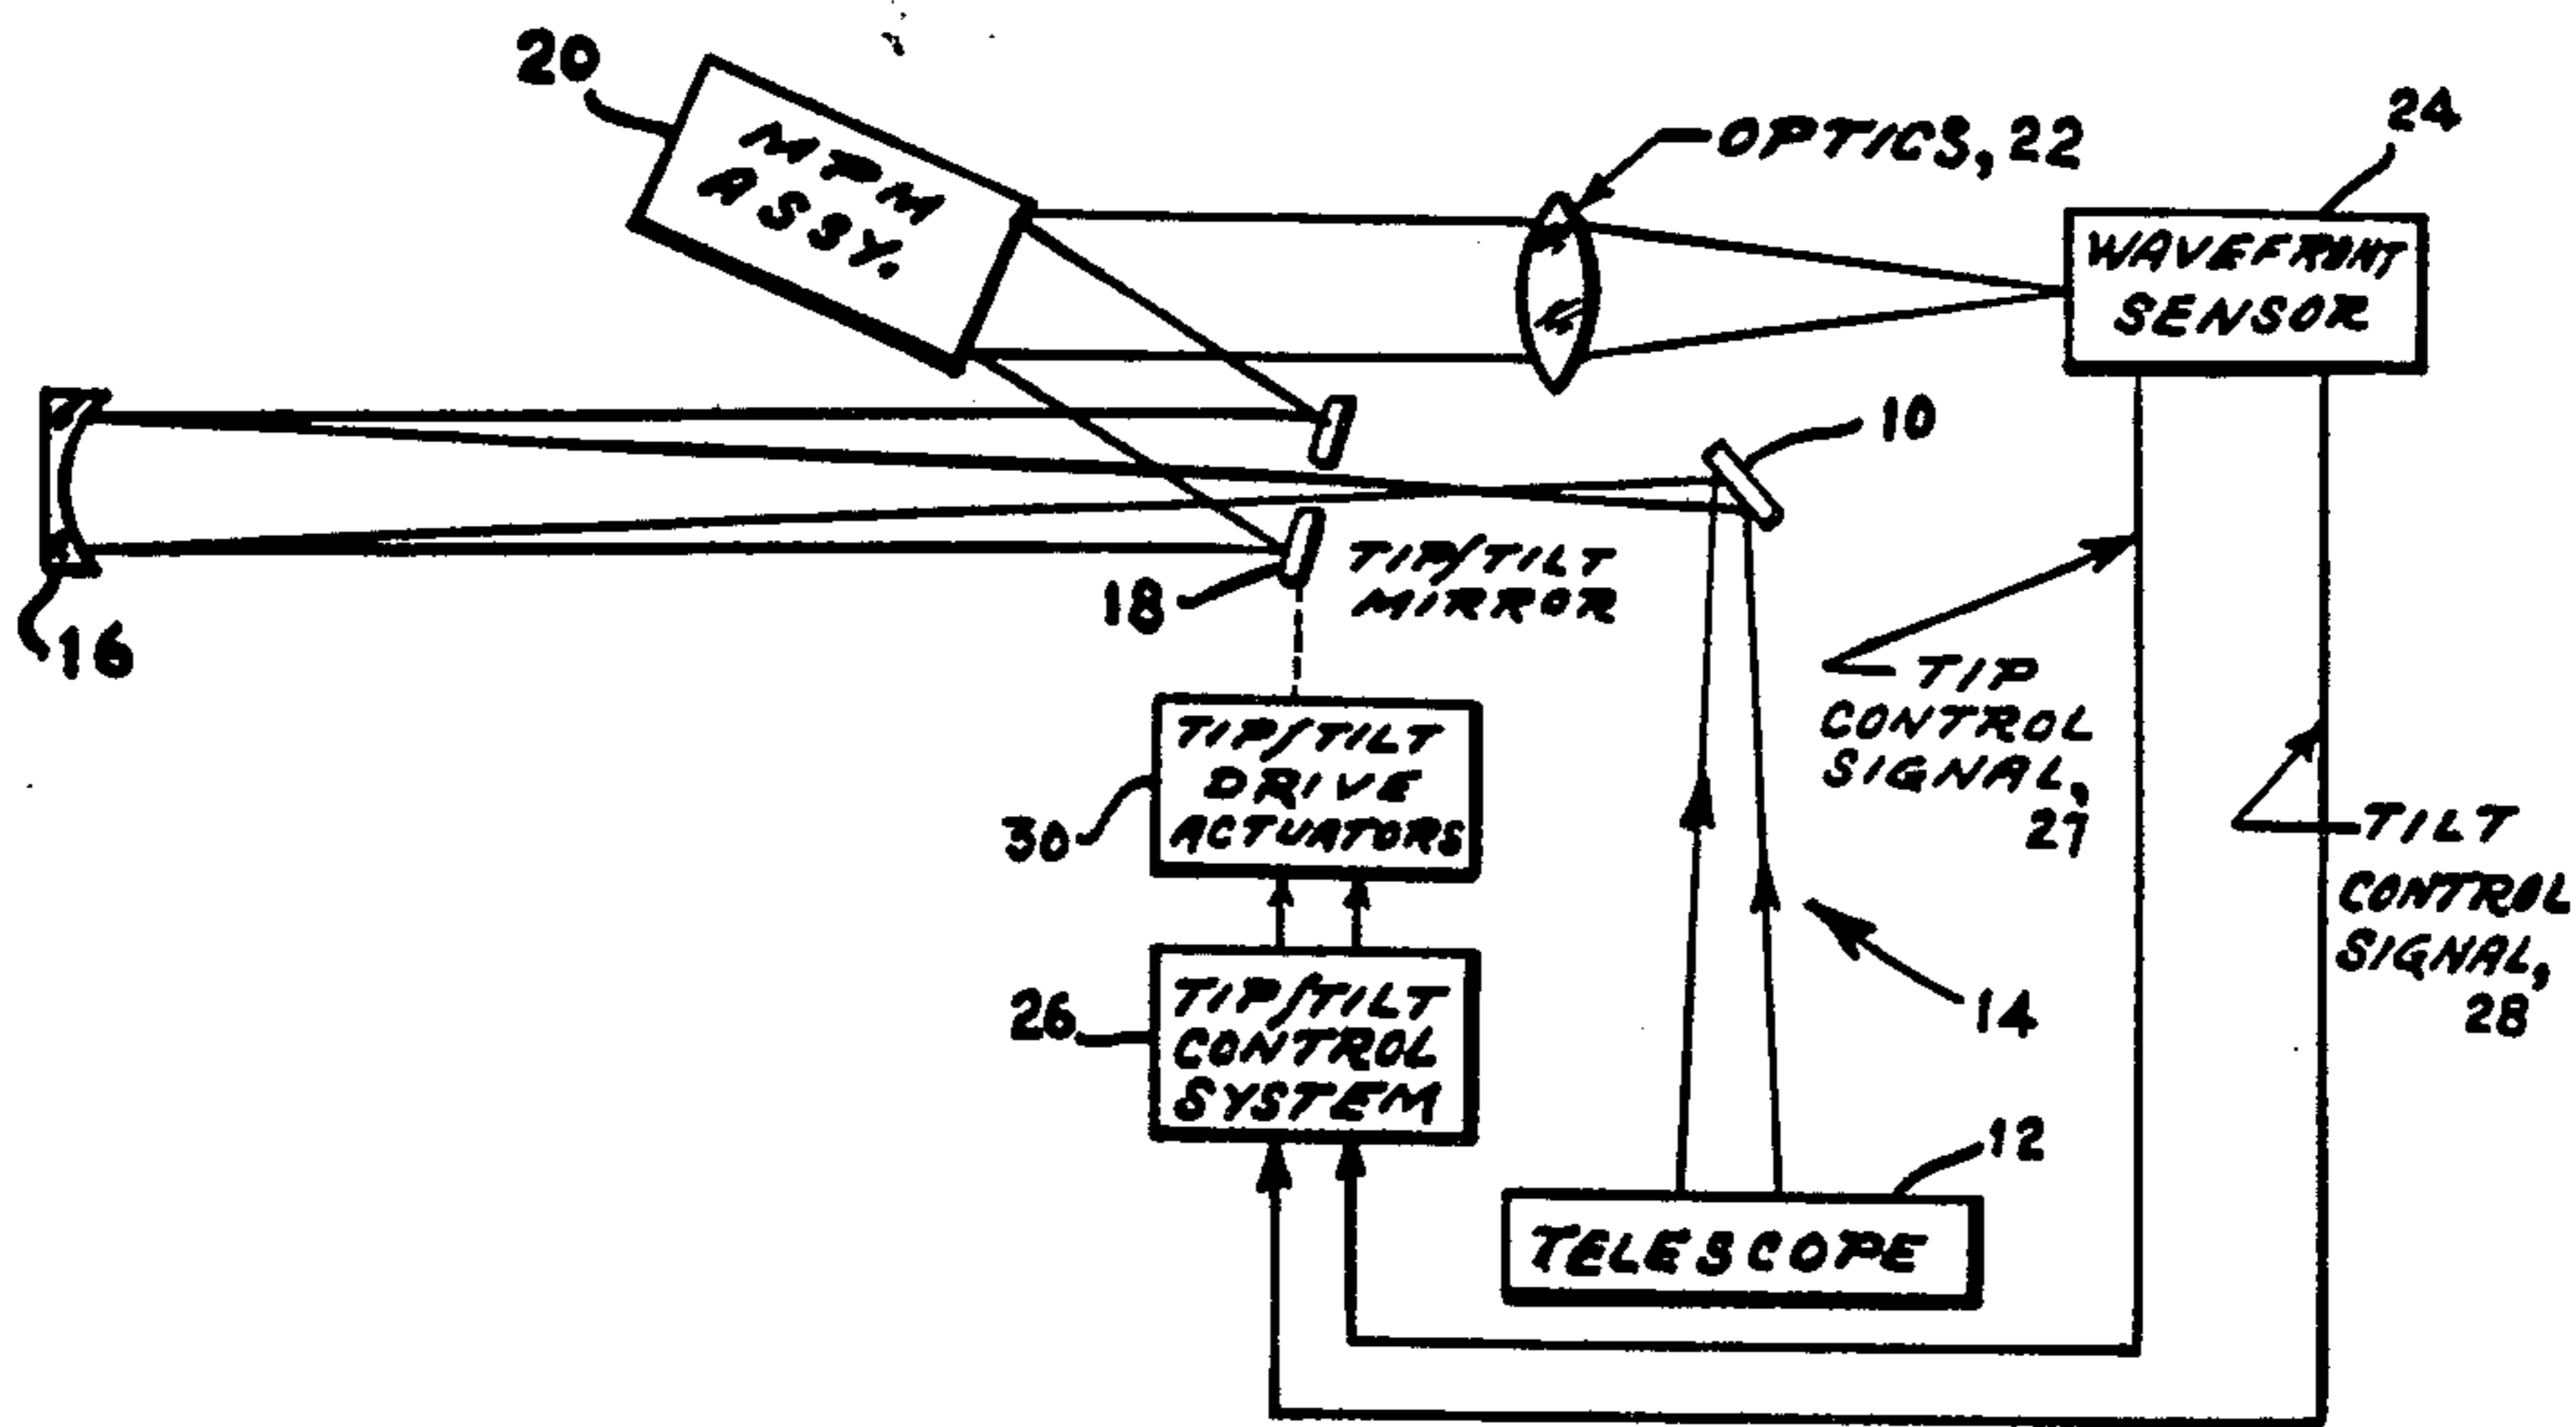 20
MPM
ASSY.
OPTICS, 22
24
WAVEFRONT
SENSOR
10
16
18
TIP/TILT
MIRROR
TIP
CONTROL
SIGNAL,
27
TILT
CONTROL
SIGNAL,
28
30
TIP/TILT
DRIVE
ACTUATORS
14
26
TIP/TILT
CONTROL
SYSTEM
12
TELESCOPE